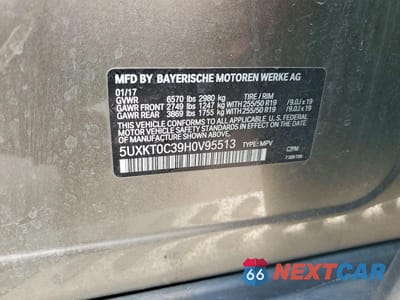 MFD BY BAYERISCHE MOTOREN WERKE AG
01/17 TIRE / RIM
GVWR 6570 lbs 2980 kg
GAWR FRONT 2749 lbs 1247 kg WITH 255/50 R19 / 9.0J x 19
GAWR REAR 3869 lbs 1755 kg WITH 255/50 R19 / 9.0J x 19
THIS VEHICLE CONFORMS TO ALL APPLICABLE U.S. FEDERAL
MOTOR VEHICLE SAFETY STANDARDS IN EFFECT ON THE DATE
OF MANUFACTURE SHOWN ABOVE.
5UXKT0C39H0V95513 TYPE: MPV
66 NEXTCAR